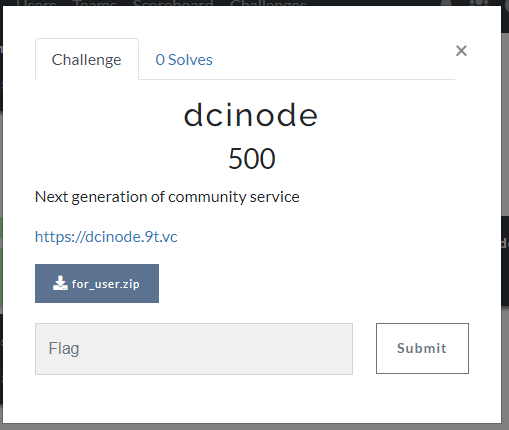 Users Teams Scoreboard Challenges
Challenge
0 Solves
×
dcinode
500
Next generation of community service
https://dcinode.9t.vc
for_user.zip
Flag
Submit